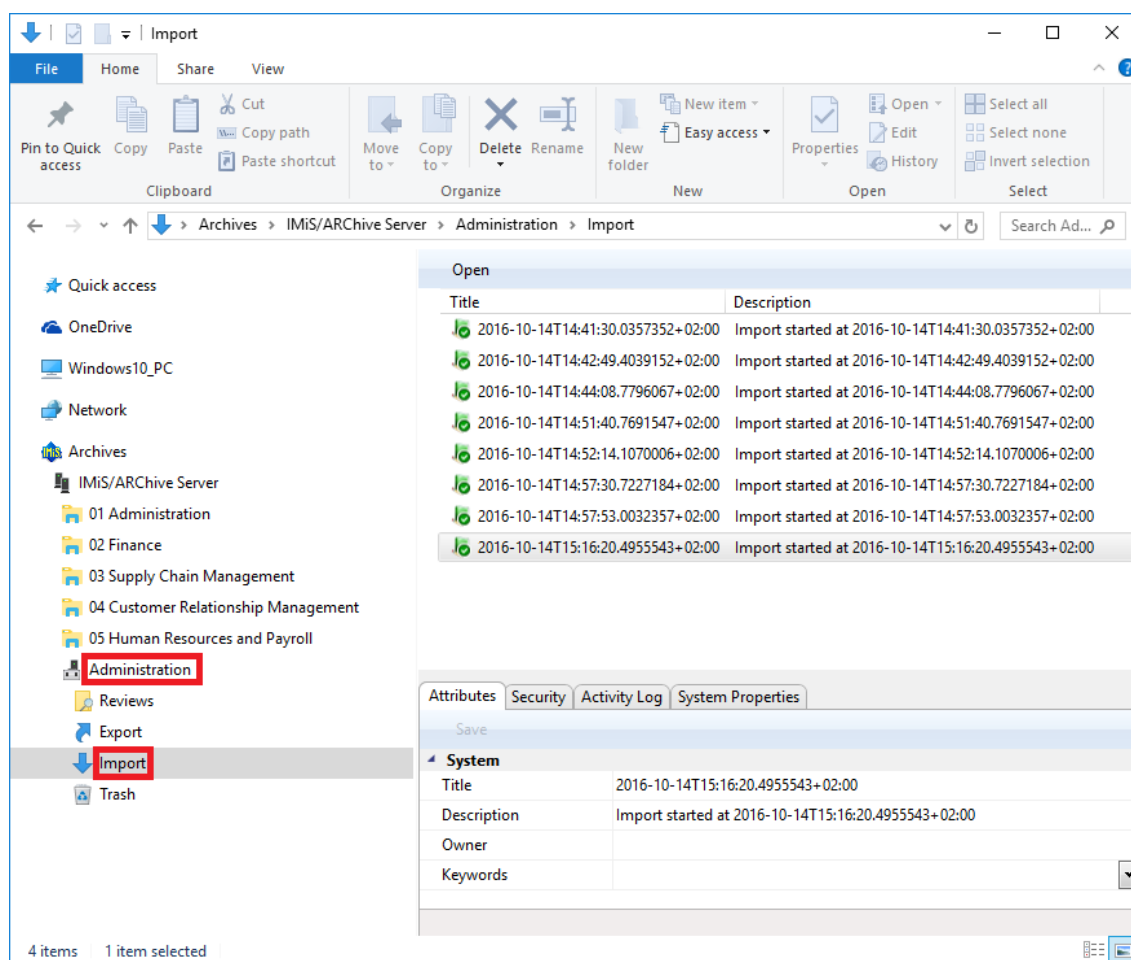 Import
File Home Share View
Pin to Quick access
Copy
Paste
Cut
Copy path
Paste shortcut
Clipboard
Move to
Copy to
Delete
Rename
Organize
New folder
New item
Easy access
New
Properties
Open
Edit
History
Open
Select all
Select none
Invert selection
Select
Archives > IMiS/ARChive Server > Administration > Import
Search Ad...
Quick access
OneDrive
Windows10_PC
Network
Archives
IMiS/ARChive Server
01 Administration
02 Finance
03 Supply Chain Management
04 Customer Relationship Management
05 Human Resources and Payroll
Administration
Reviews
Export
Import
Trash
Open
Title Description
2016-10-14T14:41:30.0357352+02:00 Import started at 2016-10-14T14:41:30.0357352+02:00
2016-10-14T14:42:49.4039152+02:00 Import started at 2016-10-14T14:42:49.4039152+02:00
2016-10-14T14:44:08.7796067+02:00 Import started at 2016-10-14T14:44:08.7796067+02:00
2016-10-14T14:51:40.7691547+02:00 Import started at 2016-10-14T14:51:40.7691547+02:00
2016-10-14T14:52:14.1070006+02:00 Import started at 2016-10-14T14:52:14.1070006+02:00
2016-10-14T14:57:30.7227184+02:00 Import started at 2016-10-14T14:57:30.7227184+02:00
2016-10-14T14:57:53.0032357+02:00 Import started at 2016-10-14T14:57:53.0032357+02:00
2016-10-14T15:16:20.4955543+02:00 Import started at 2016-10-14T15:16:20.4955543+02:00
Attributes Security Activity Log System Properties
Save
System
Title 2016-10-14T15:16:20.4955543+02:00
Description Import started at 2016-10-14T15:16:20.4955543+02:00
Owner
Keywords
4 items 1 item selected